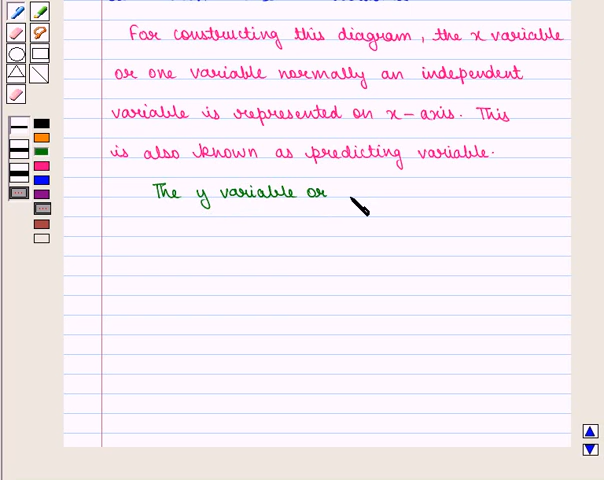 For constructing this diagram, the x variable
or one variable normally an independent
variable is represented on x-axis. This
is also known as predicting variable.
The y variable or